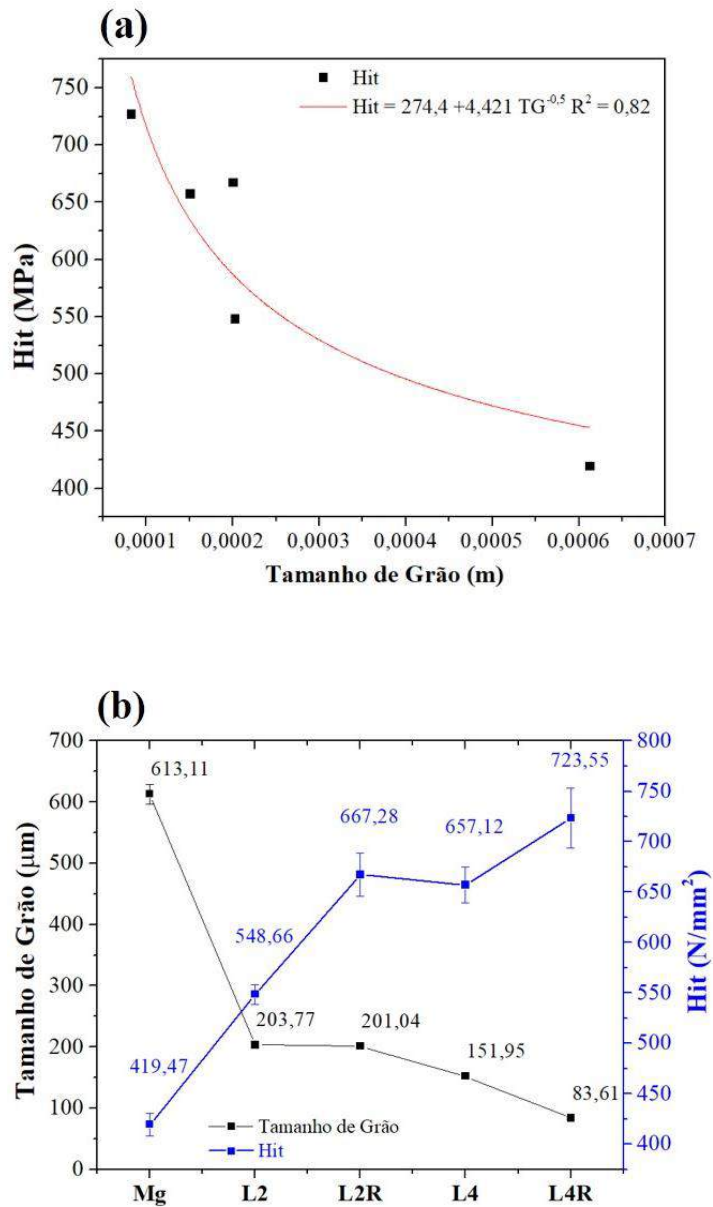 (a)
Hit
Hit = 274,4 +4,421 TG^-0,5 R² = 0,82
750
700
650
600
550
500
450
400
Hit (MPa)
0,0001 0,0002 0,0003 0,0004 0,0005 0,0006 0,0007
Tamanho de Grão (m)
(b)
700
600
500
400
300
200
100
0
Tamanho de Grão (µm)
613,11
203,77
201,04
151,95
83,61
419,47
548,66
667,28
657,12
723,55
Tamanho de Grão
Hit
800
750
700
650
600
550
500
450
400
Hit (N/mm²)
Mg L2 L2R L4 L4R